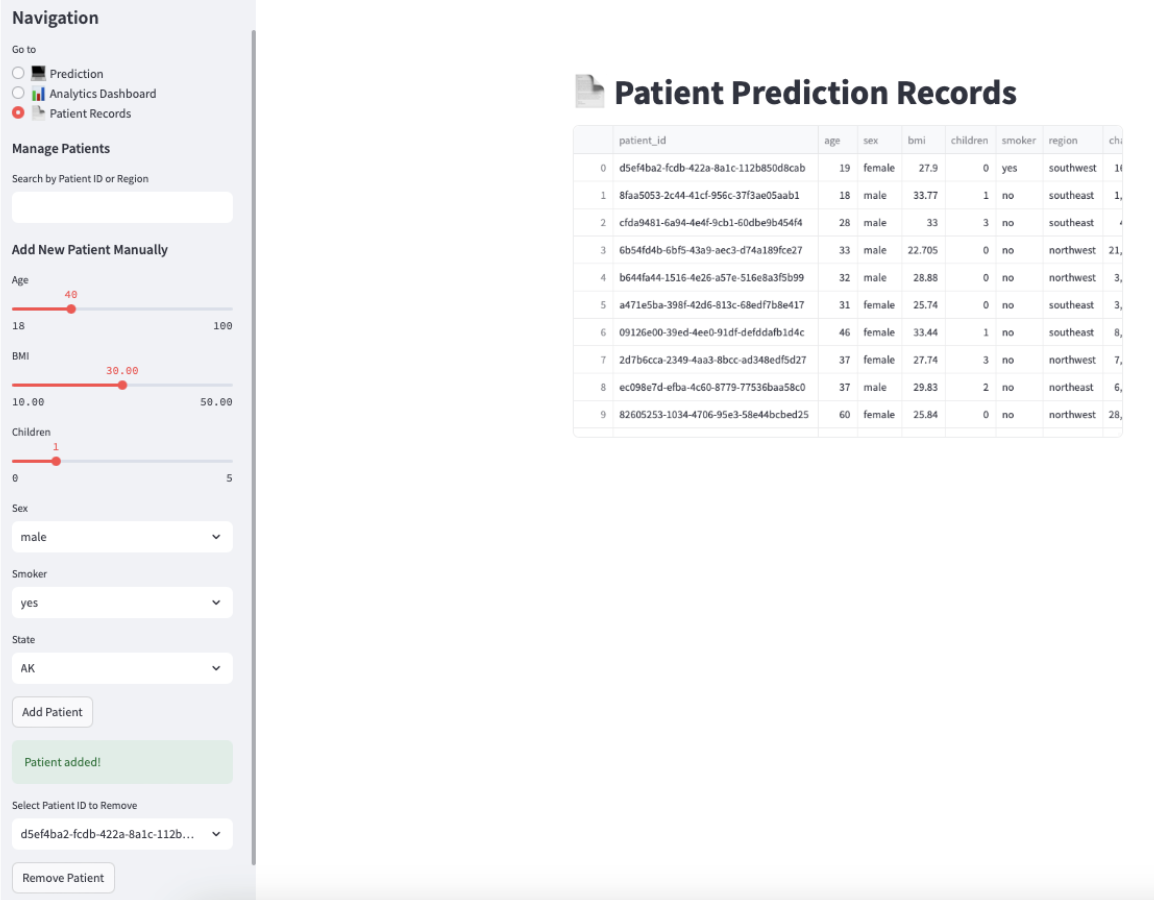 Navigation
Go to
Prediction
Analytics Dashboard
Patient Records
Manage Patients
Search by Patient ID or Region
Add New Patient Manually
Age
40
18 100
BMI
30.00
10.00 50.00
Children
1
0 5
Sex
male
Smoker
yes
State
AK
Add Patient
Patient added!
Select Patient ID to Remove
d5ef4ba2-fcdb-422a-8a1c-112b...
Remove Patient
Patient Prediction Records
patient_id age sex bmi children smoker region
0 d5ef4ba2-fcdb-422a-8a1c-112b850d8cab 19 female 27.9 0 yes southwest
1 8faa5053-2c44-41cf-956c-37f3ae05aab1 18 male 33.77 1 no southeast 1,
2 cfda9481-6a94-4e4f-9cb1-60dbe9b454f4 28 male 33 3 no southeast
3 6b54fd4b-6bf5-43a9-aec3-d74a189fce27 33 male 22.705 0 no northwest 21,
4 b644fa44-1516-4e26-a57e-516e8a3f5b99 32 male 28.88 0 no northwest 3,
5 a471e5ba-398f-42d6-813c-68edf7b8e417 31 female 25.74 0 no southeast 3,
6 09126e00-39ed-4ee0-91df-defddafb1d4c 46 female 33.44 1 no southeast 8,
7 2d7b6cca-2349-4aa3-8bcc-ad348edf5d27 37 female 27.74 3 no northwest 7,
8 ec098e7d-efba-4c60-8779-77536baa58c0 37 male 29.83 2 no northeast 6,
9 82605253-1034-4706-95e3-58e44bcbed25 60 female 25.84 0 no northwest 28,